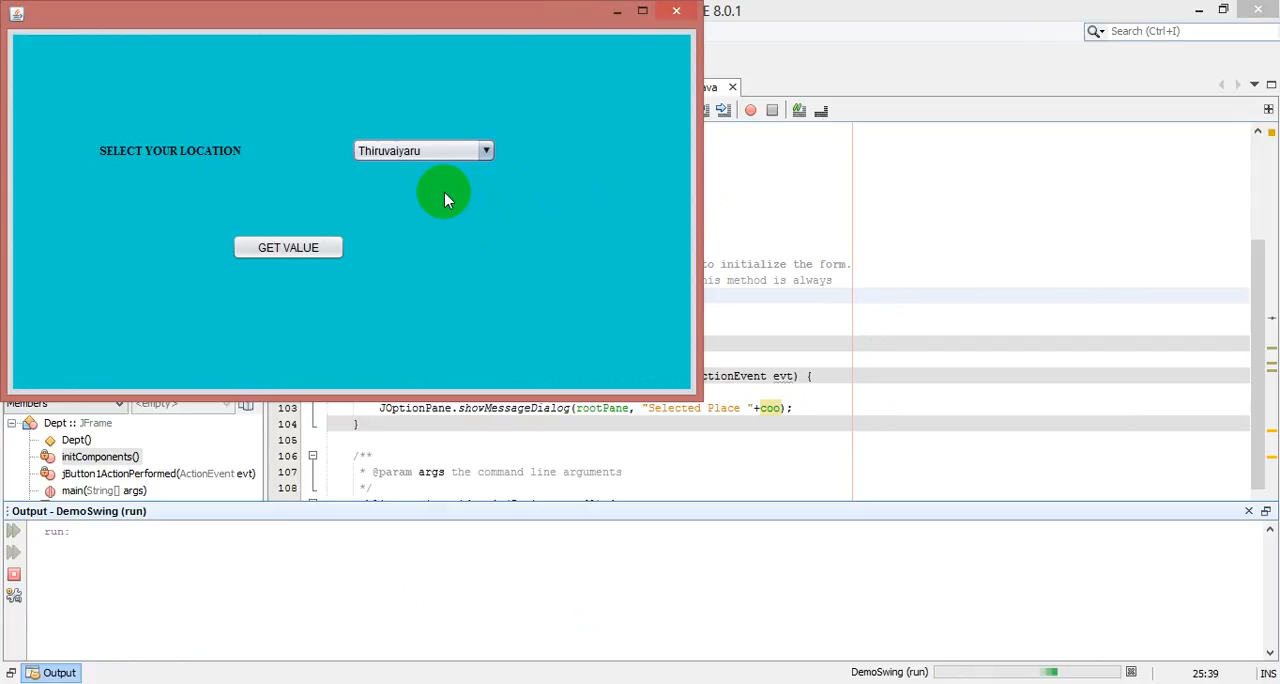 E 8.0.1
Search (Ctrl+I)
ava
SELECT YOUR LOCATION
Thiruvaiyaru
GET VALUE
to initialize the form.
his method is always
ctionEvent evt) {
Members
<empty>
Dept :: JFrame
Dept()
initComponents()
jButton1ActionPerformed(ActionEvent evt)
main(String[] args)
103 JOptionPane.showMessageDialog(rootPane, "Selected Place "+coo);
104 }
105
106 /**
107 * @param args the command line arguments
108 */
Output - DemoSwing (run)
run:
Output
DemoSwing (run)
25:39
INS